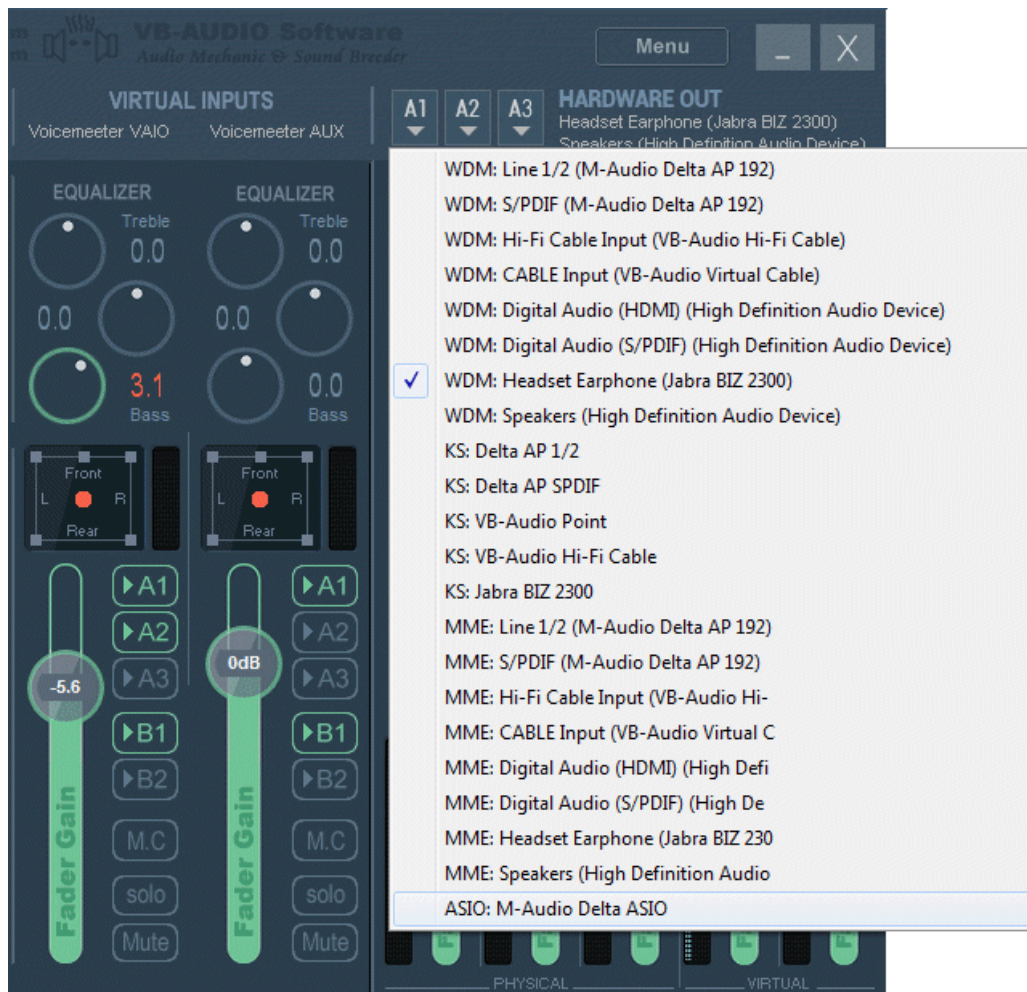 m VB-AUDIO Software
m Audio Mechanic & Sound Breeder
Menu
_ X
VIRTUAL INPUTS
Voicemeeter VAIO Voicemeeter AUX
A1 A2 A3
HARDWARE OUT
Headset Earphone (Jabra BIZ 2300)
Speakers (High Definition Audio Device)
EQUALIZER EQUALIZER
Treble Treble
0.0 0.0
0.0 0.0
3.1 0.0
Bass Bass
Front Front
L R L R
Rear Rear
A1 A1
A2 A2
0dB
-5.6
A3 A3
B1 B1
B2 B2
M.C M.C
solo solo
Mute Mute
Fader Gain Fader Gain
WDM: Line 1/2 (M-Audio Delta AP 192)
WDM: S/PDIF (M-Audio Delta AP 192)
WDM: Hi-Fi Cable Input (VB-Audio Hi-Fi Cable)
WDM: CABLE Input (VB-Audio Virtual Cable)
WDM: Digital Audio (HDMI) (High Definition Audio Device)
WDM: Digital Audio (S/PDIF) (High Definition Audio Device)
WDM: Headset Earphone (Jabra BIZ 2300)
WDM: Speakers (High Definition Audio Device)
KS: Delta AP 1/2
KS: Delta AP SPDIF
KS: VB-Audio Point
KS: VB-Audio Hi-Fi Cable
KS: Jabra BIZ 2300
MME: Line 1/2 (M-Audio Delta AP 192)
MME: S/PDIF (M-Audio Delta AP 192)
MME: Hi-Fi Cable Input (VB-Audio Hi-
MME: CABLE Input (VB-Audio Virtual C
MME: Digital Audio (HDMI) (High Defi
MME: Digital Audio (S/PDIF) (High De
MME: Headset Earphone (Jabra BIZ 230
MME: Speakers (High Definition Audio
ASIO: M-Audio Delta ASIO
PHYSICAL VIRTUAL